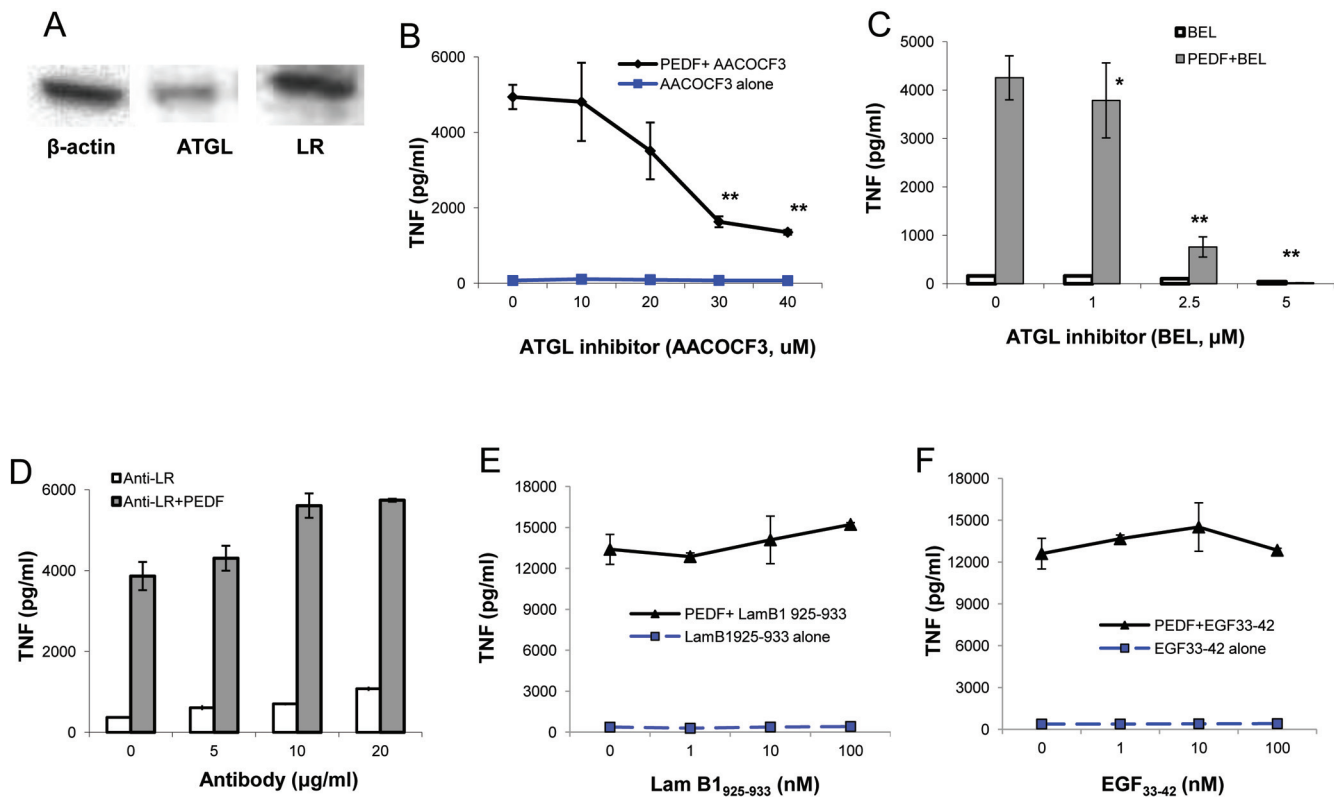 A
β-actin ATGL LR
B
PEDF+ AACOCF3
AACOCF3 alone
TNF (pg/ml)
6000
4000
2000
0
**
**
0 10 20 30 40
ATGL inhibitor (AACOCF3, uM)
C
BEL
PEDF+BEL
TNF (pg/ml)
5000
4000
3000
2000
1000
0
*
**
**
0 1 2.5 5
ATGL inhibitor (BEL, µM)
D
Anti-LR
Anti-LR+PEDF
TNF (pg/ml)
6000
4000
2000
0
0 5 10 20
Antibody (µg/ml)
E
TNF (pg/ml)
18000
15000
12000
9000
6000
3000
0
PEDF+ LamB1 925-933
LamB1925-933 alone
0 1 10 100
Lam B1925-933 (nM)
F
TNF (pg/ml)
18000
15000
12000
9000
6000
3000
0
PEDF+EGF33-42
EGF33-42 alone
0 1 10 100
EGF33-42 (nM)